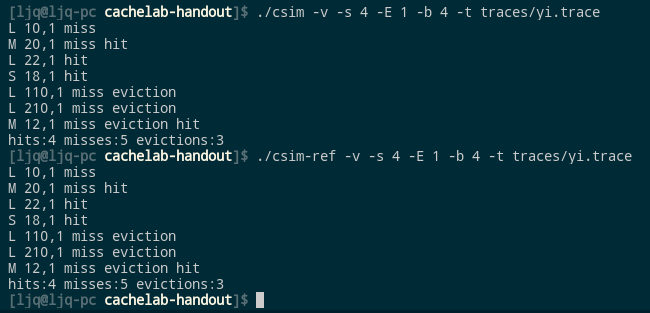 [ljq@ljq-pc cachelab-handout]$ ./csim -v -s 4 -E 1 -b 4 -t traces/yi.trace
L 10,1 miss
M 20,1 miss hit
L 22,1 hit
S 18,1 hit
L 110,1 miss eviction
L 210,1 miss eviction
M 12,1 miss eviction hit
hits:4 misses:5 evictions:3
[ljq@ljq-pc cachelab-handout]$ ./csim-ref -v -s 4 -E 1 -b 4 -t traces/yi.trace
L 10,1 miss
M 20,1 miss hit
L 22,1 hit
S 18,1 hit
L 110,1 miss eviction
L 210,1 miss eviction
M 12,1 miss eviction hit
hits:4 misses:5 evictions:3
[ljq@ljq-pc cachelab-handout]$